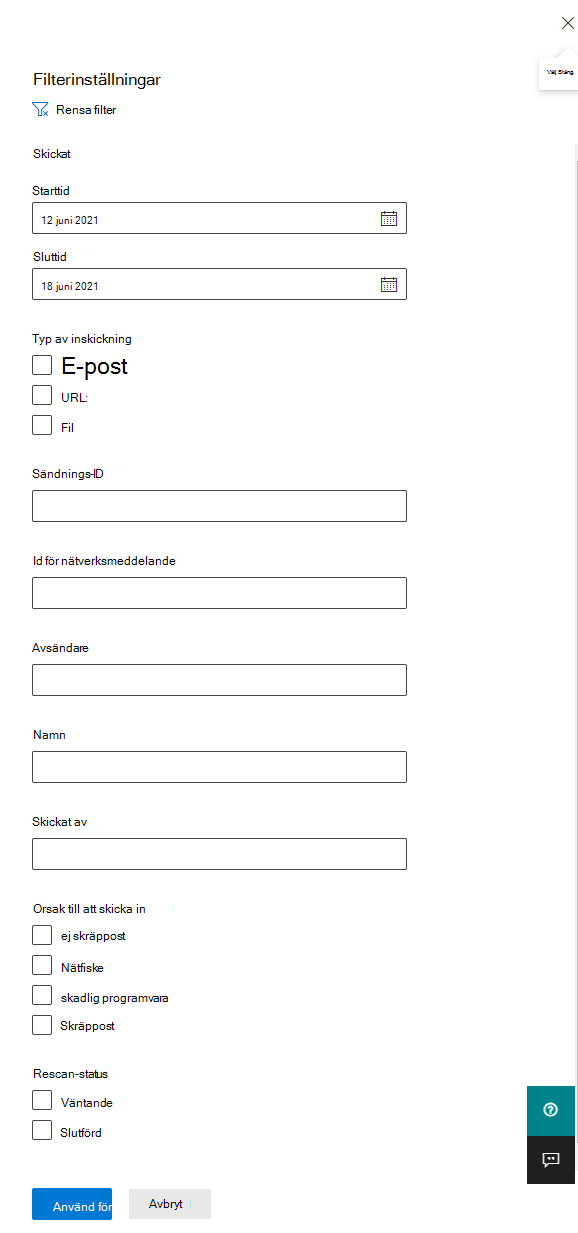 Välj Stäng.
Filterinställningar
Rensa filter
Skickat
Starttid
12 juni 2021
Sluttid
18 juni 2021
Typ av inskickning
E-post
URL:
Fil
Sändnings-ID
Id för nätverksmeddelande
Avsändare
Namn
Skickat av
Orsak till att skicka in
ej skräppost
Nätfiske
skadlig programvara
Skräppost
Rescan-status
Väntande
Slutförd
Använd för
Avbryt